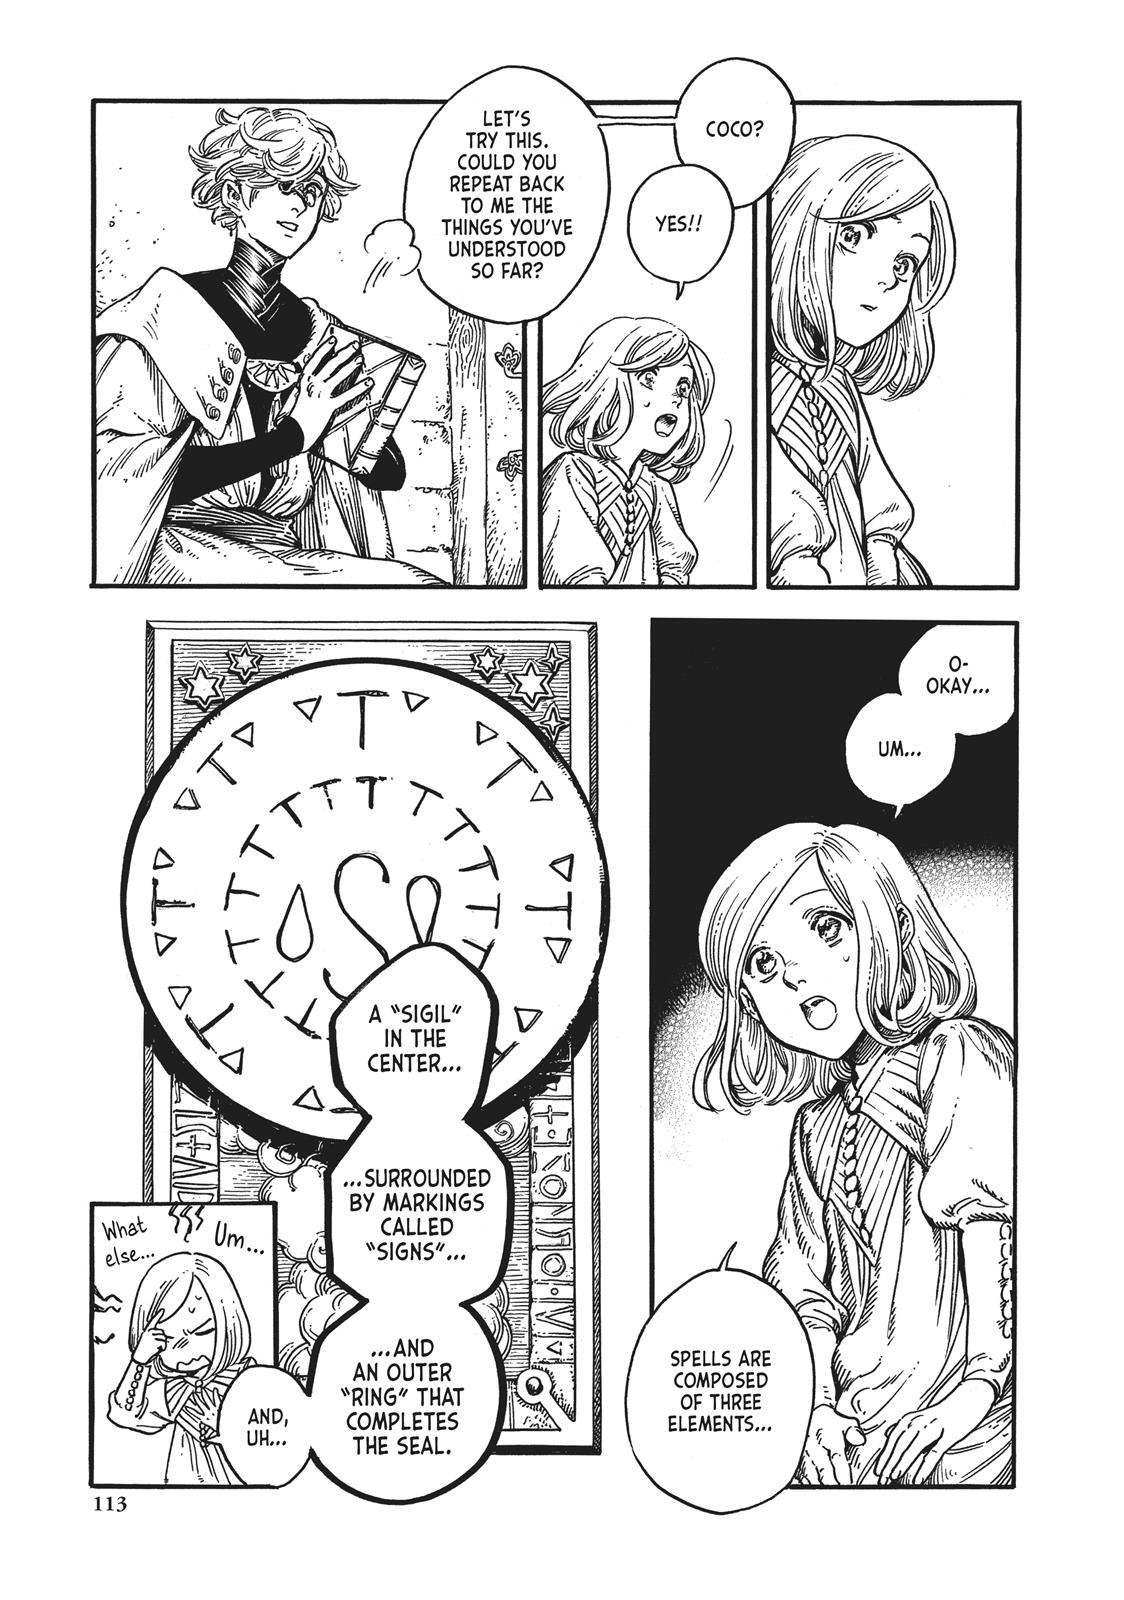 COCO?
YES!!
LET'S
TRY THIS.
COULD YOU
REPEAT BACK
TO ME THE
THINGS YOU'VE
UNDERSTOOD
SO FAR?
O-
OKAY...
UM...
SPELLS ARE
COMPOSED
OF THREE
ELEMENTS...
A "SIGIL"
IN THE
CENTER...
...SURROUNDED
BY MARKINGS
CALLED
"SIGNS"...
...AND
AN OUTER
"RING" THAT
COMPLETES
THE SEAL.
AND,
UH...
Um...
What
else...
113